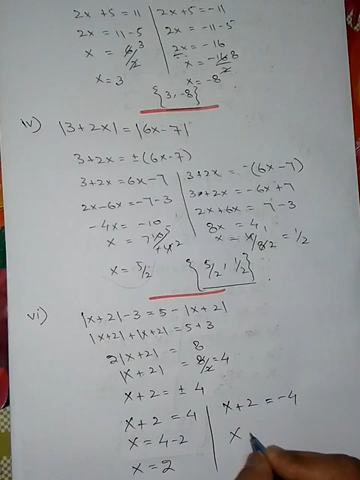 2x + 5 = 11 | 2x + 5 = -11
2x = 11 - 5 | 2x = -11 - 5
x = 6 3/2 | 2x = -16
x = -16 8/2
x = 3 | x = -8
{3, -8}
iv) |3+2x| = |6x-7|
3+2x = ±(6x-7)
3+2x = 6x-7 | 3+2x = -(6x-7)
2x-6x = -7-3 | 3+2x = -6x+7
-4x = -10 | 2x+6x = 7-3
8x = 4
x = 4/8 2 = 1/2
x = 5/2 {5/2, 1/2}
vi) |x+2| - 3 = 5 - |x+2|
|x+2| + |x+2| = 5 + 3
2|x+2| = 8
|x+2| = 8/2 = 4
x + 2 = ± 4
x + 2 = 4 | x + 2 = -4
x = 4 - 2 | x
x = 2